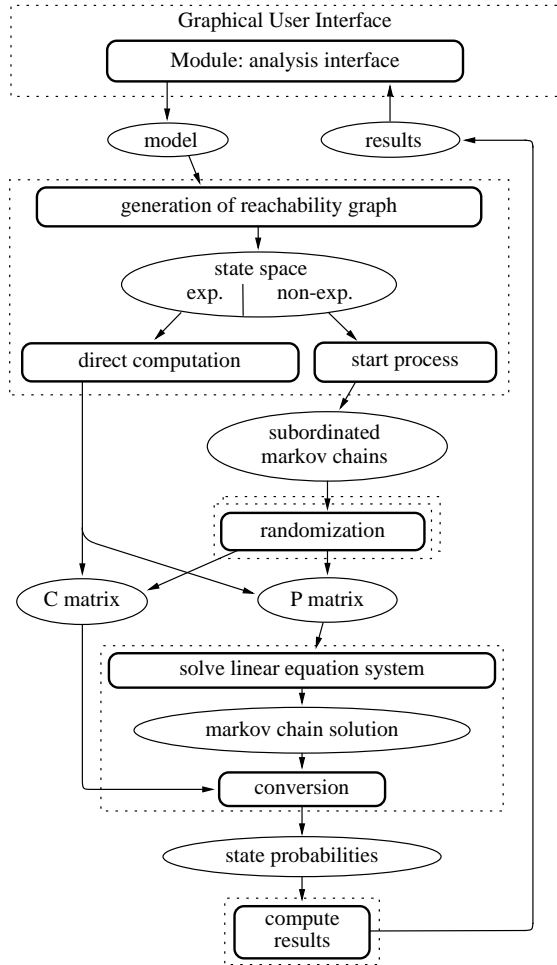 Graphical User Interface
Module: analysis interface
model
results
generation of reachability graph
state space
exp.
non-exp.
direct computation
start process
subordinated
markov chains
randomization
C matrix
P matrix
solve linear equation system
markov chain solution
conversion
state probabilities
compute
results